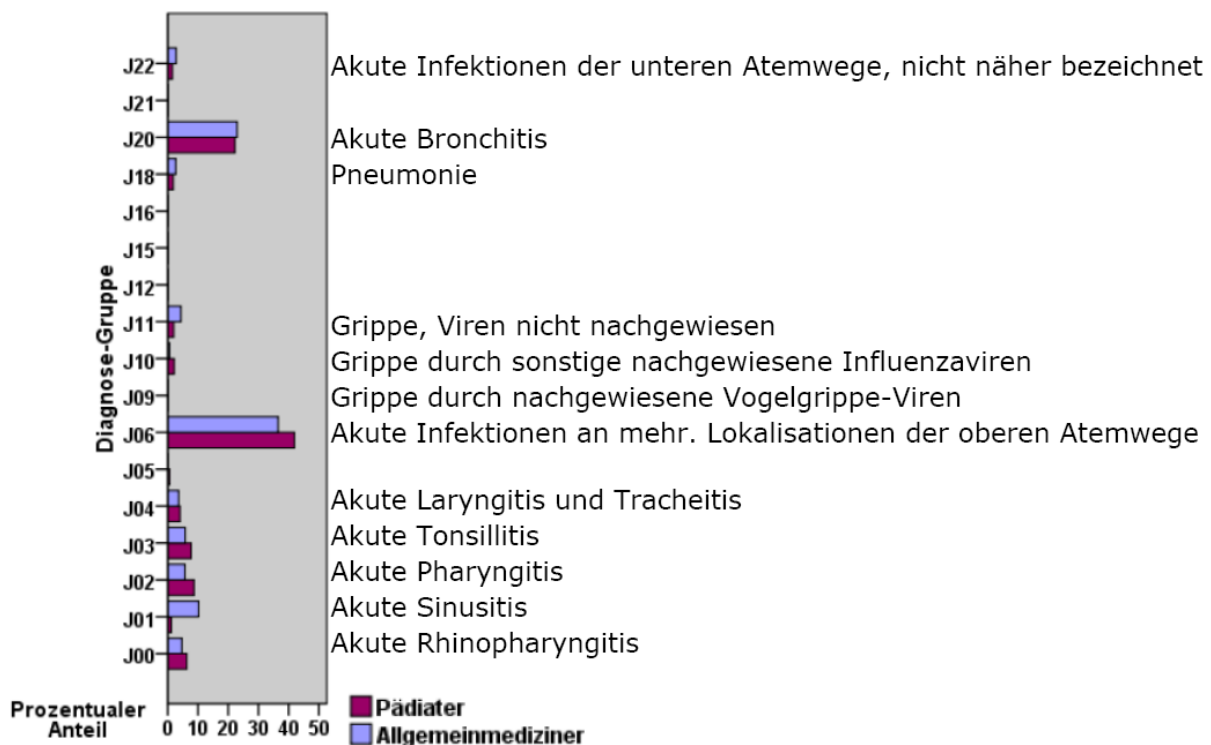 J22 Akute Infektionen der unteren Atemwege, nicht näher bezeichnet
J21
J20 Akute Bronchitis
J18 Pneumonie
J16
J15
J12
J11 Grippe, Viren nicht nachgewiesen
J10 Grippe durch sonstige nachgewiesene Influenzaviren
J09 Grippe durch nachgewiesene Vogelgrippe-Viren
J06 Akute Infektionen an mehr. Lokalisationen der oberen Atemwege
J05
J04 Akute Laryngitis und Tracheitis
J03 Akute Tonsillitis
J02 Akute Pharyngitis
J01 Akute Sinusitis
J00 Akute Rhinopharyngitis
Diagnose-Gruppe
Prozentualer
Anteil
0 10 20 30 40 50
Pädiater
Allgemeinmediziner